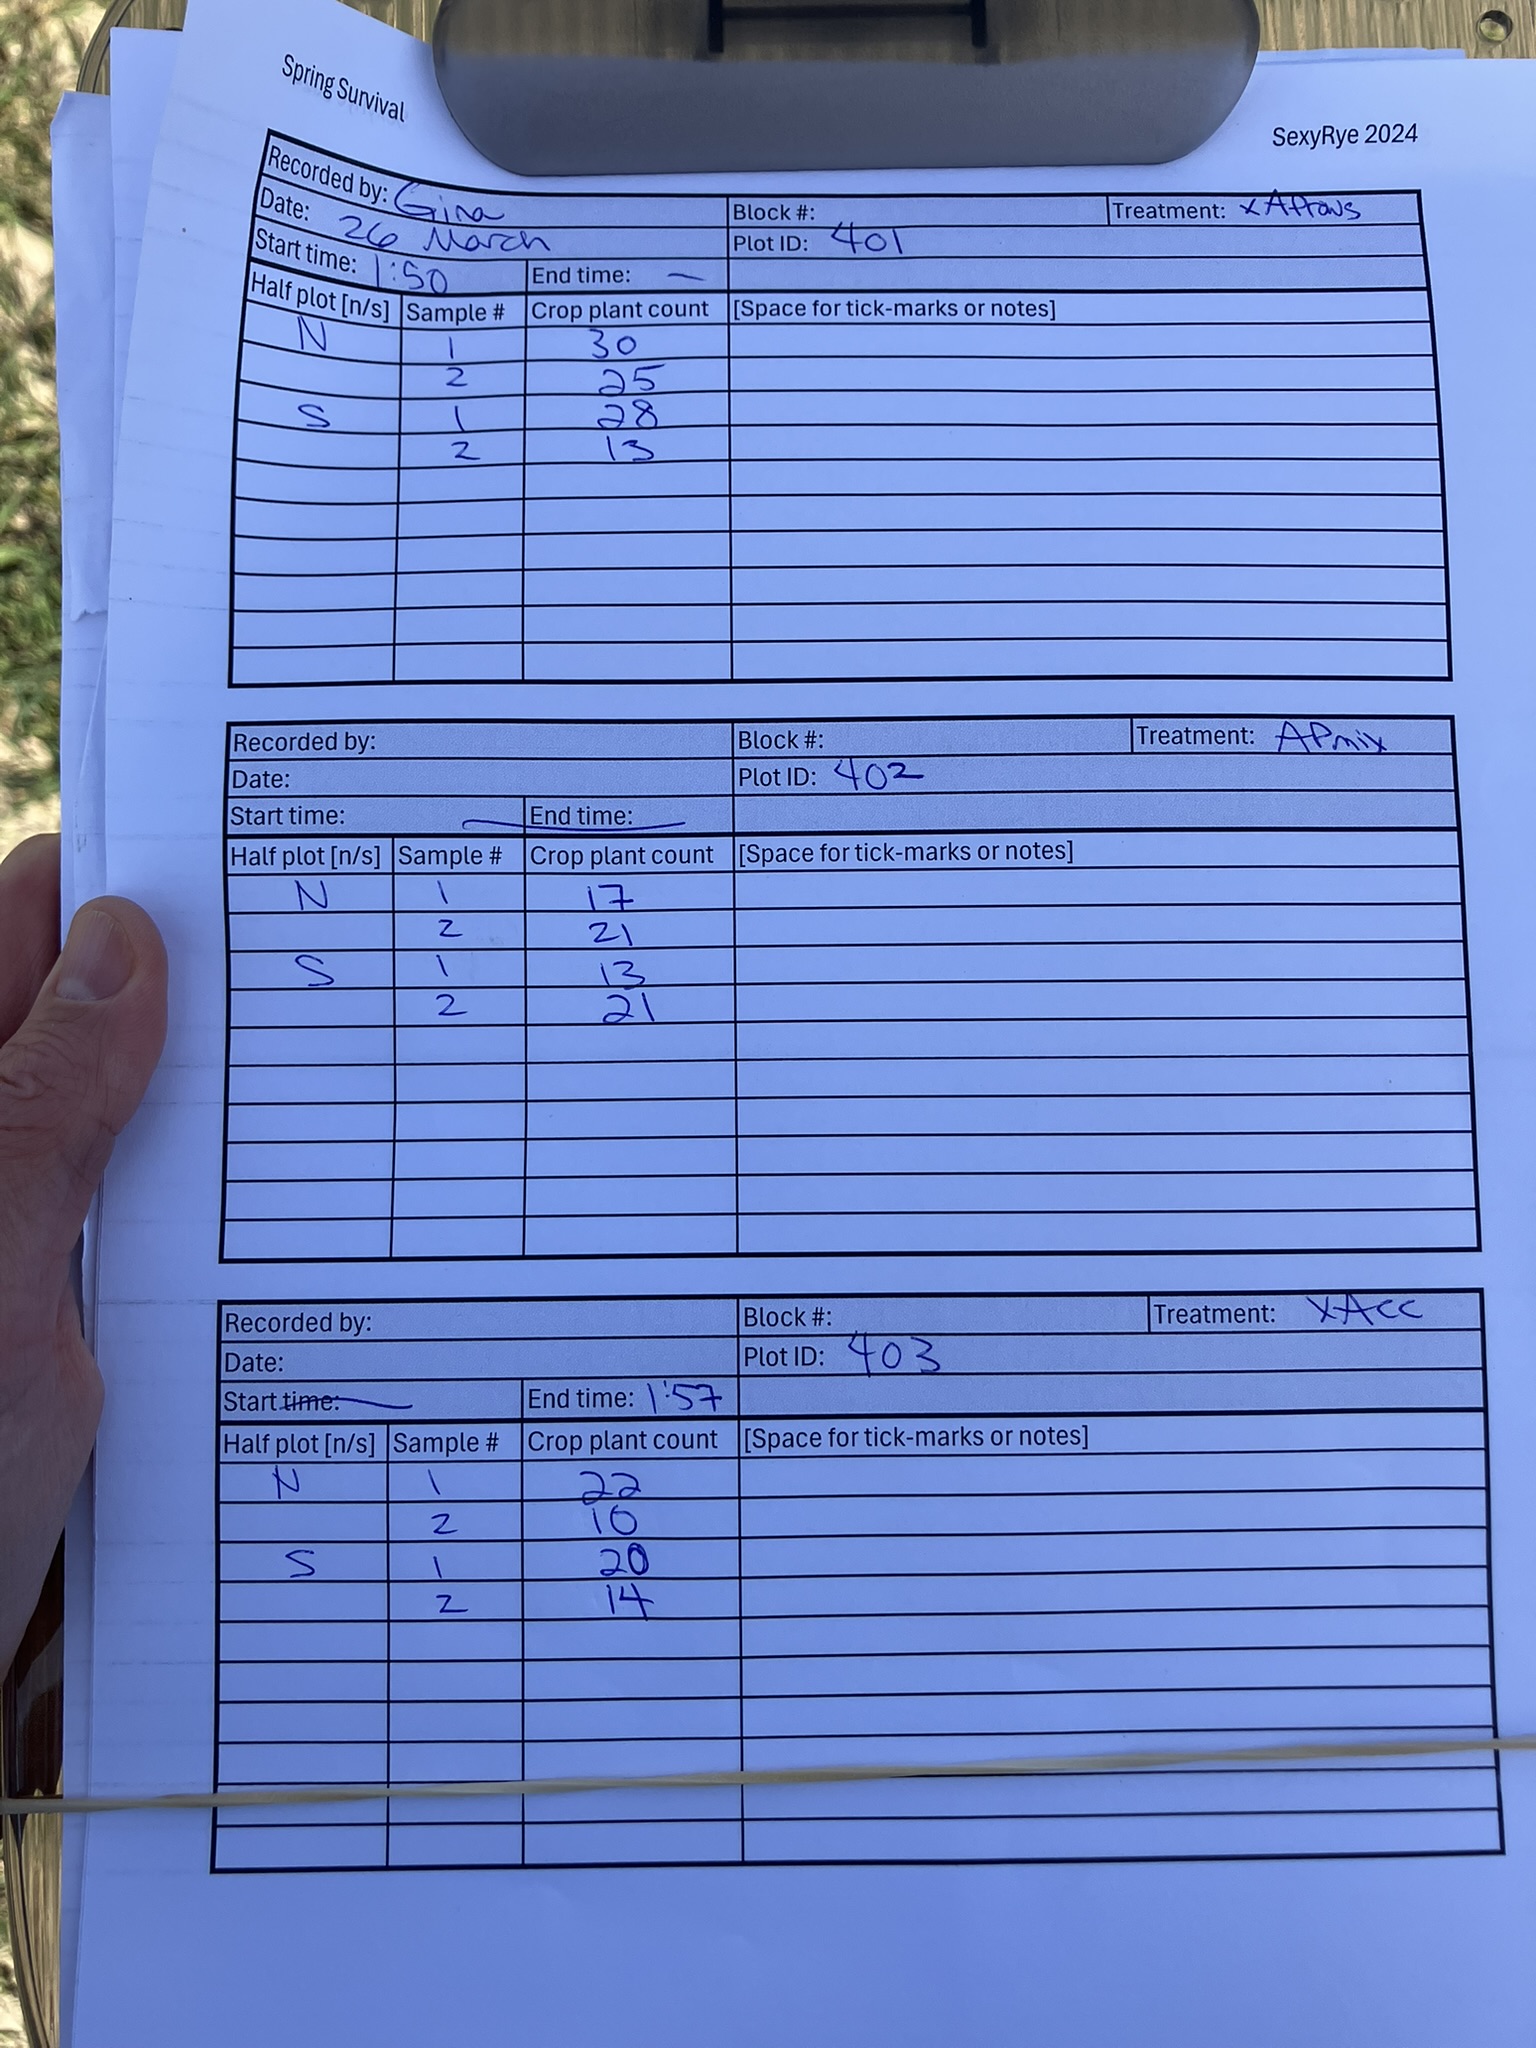 Spring Survival
SexyRye 2024
Recorded by: Gina Block #: Treatment:
Date: 26 March Plot ID: 401
Start time: 1:50 End time: —
Half plot [n/s] Sample # Crop plant count [Space for tick-marks or notes]
N 1 30
2 25
S 1 28
2 13
Recorded by: Block #: Treatment: APmix
Date: Plot ID: 402
Start time: End time:
Half plot [n/s] Sample # Crop plant count [Space for tick-marks or notes]
N 1 17
2 21
S 1 13
2 21
Recorded by: Block #: Treatment: XAcc
Date: Plot ID: 403
Start time: End time: 1:57
Half plot [n/s] Sample # Crop plant count [Space for tick-marks or notes]
N 1 22
2 10
S 1 20
2 14